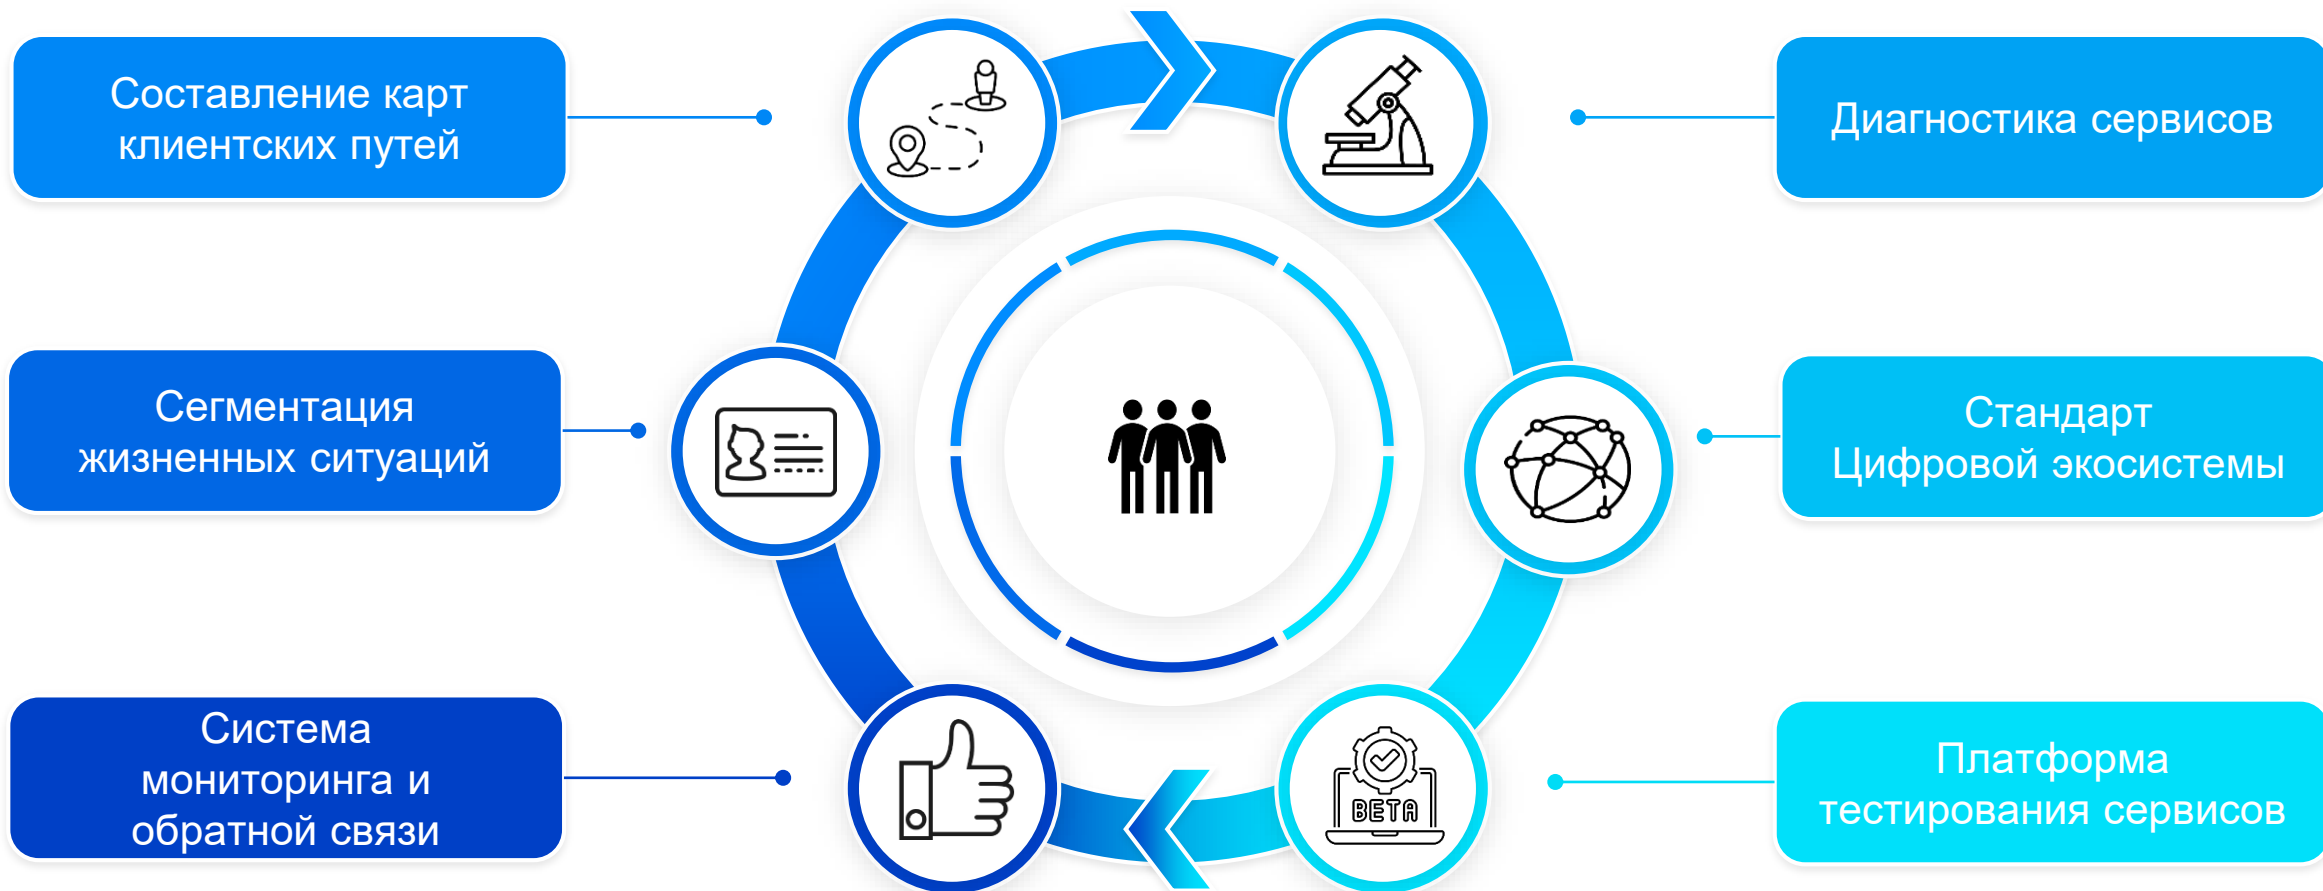 Составление карт
клиентских путей
Диагностика сервисов
Сегментация
жизненных ситуаций
Стандарт
Цифровой экосистемы
Система
мониторинга и
обратной связи
BETA
Платформа
тестирования сервисов